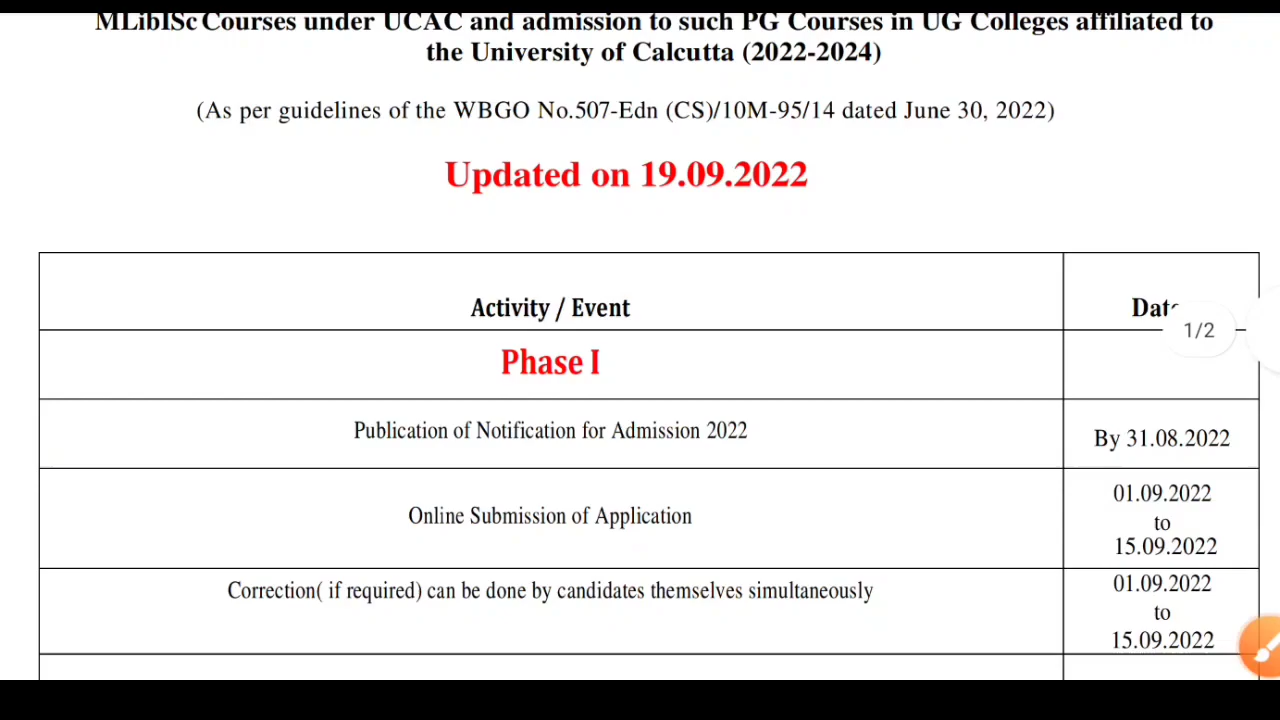 MLibISc Courses under UCAC and admission to such PG Courses in UG Colleges affiliated to
the University of Calcutta (2022-2024)
(As per guidelines of the WBGO No.507-Edn (CS)/10M-95/14 dated June 30, 2022)
Updated on 19.09.2022
Activity / Event
1/2
Phase I
Publication of Notification for Admission 2022
By 31.08.2022
Online Submission of Application
01.09.2022
to
15.09.2022
Correction( if required) can be done by candidates themselves simultaneously
01.09.2022
to
15.09.2022